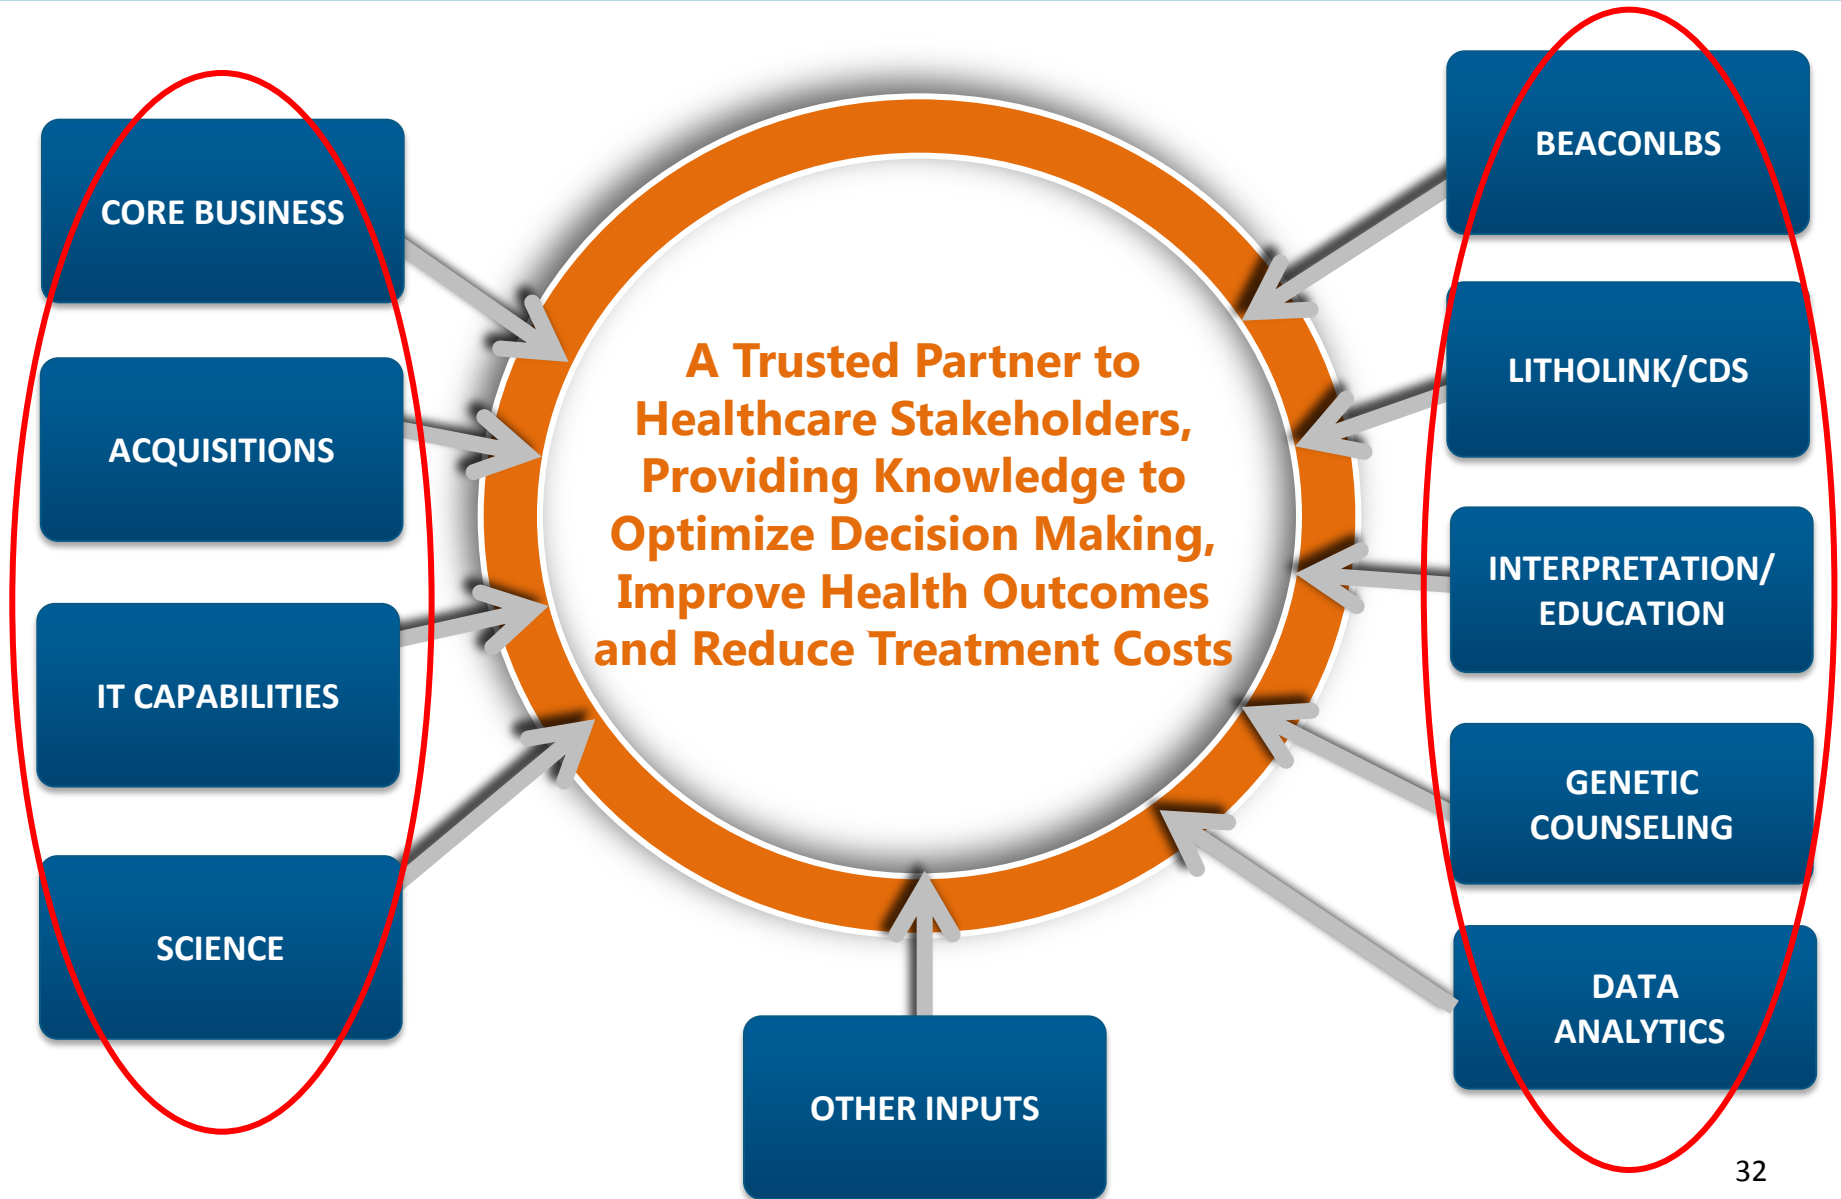 CORE BUSINESS
ACQUISITIONS
IT CAPABILITIES
SCIENCE
A Trusted Partner to
Healthcare Stakeholders,
Providing Knowledge to
Optimize Decision Making,
Improve Health Outcomes
and Reduce Treatment Costs
OTHER INPUTS
BEACONLBS
LITHOLINK/CDS
INTERPRETATION/
EDUCATION
GENETIC
COUNSELING
DATA
ANALYTICS
32